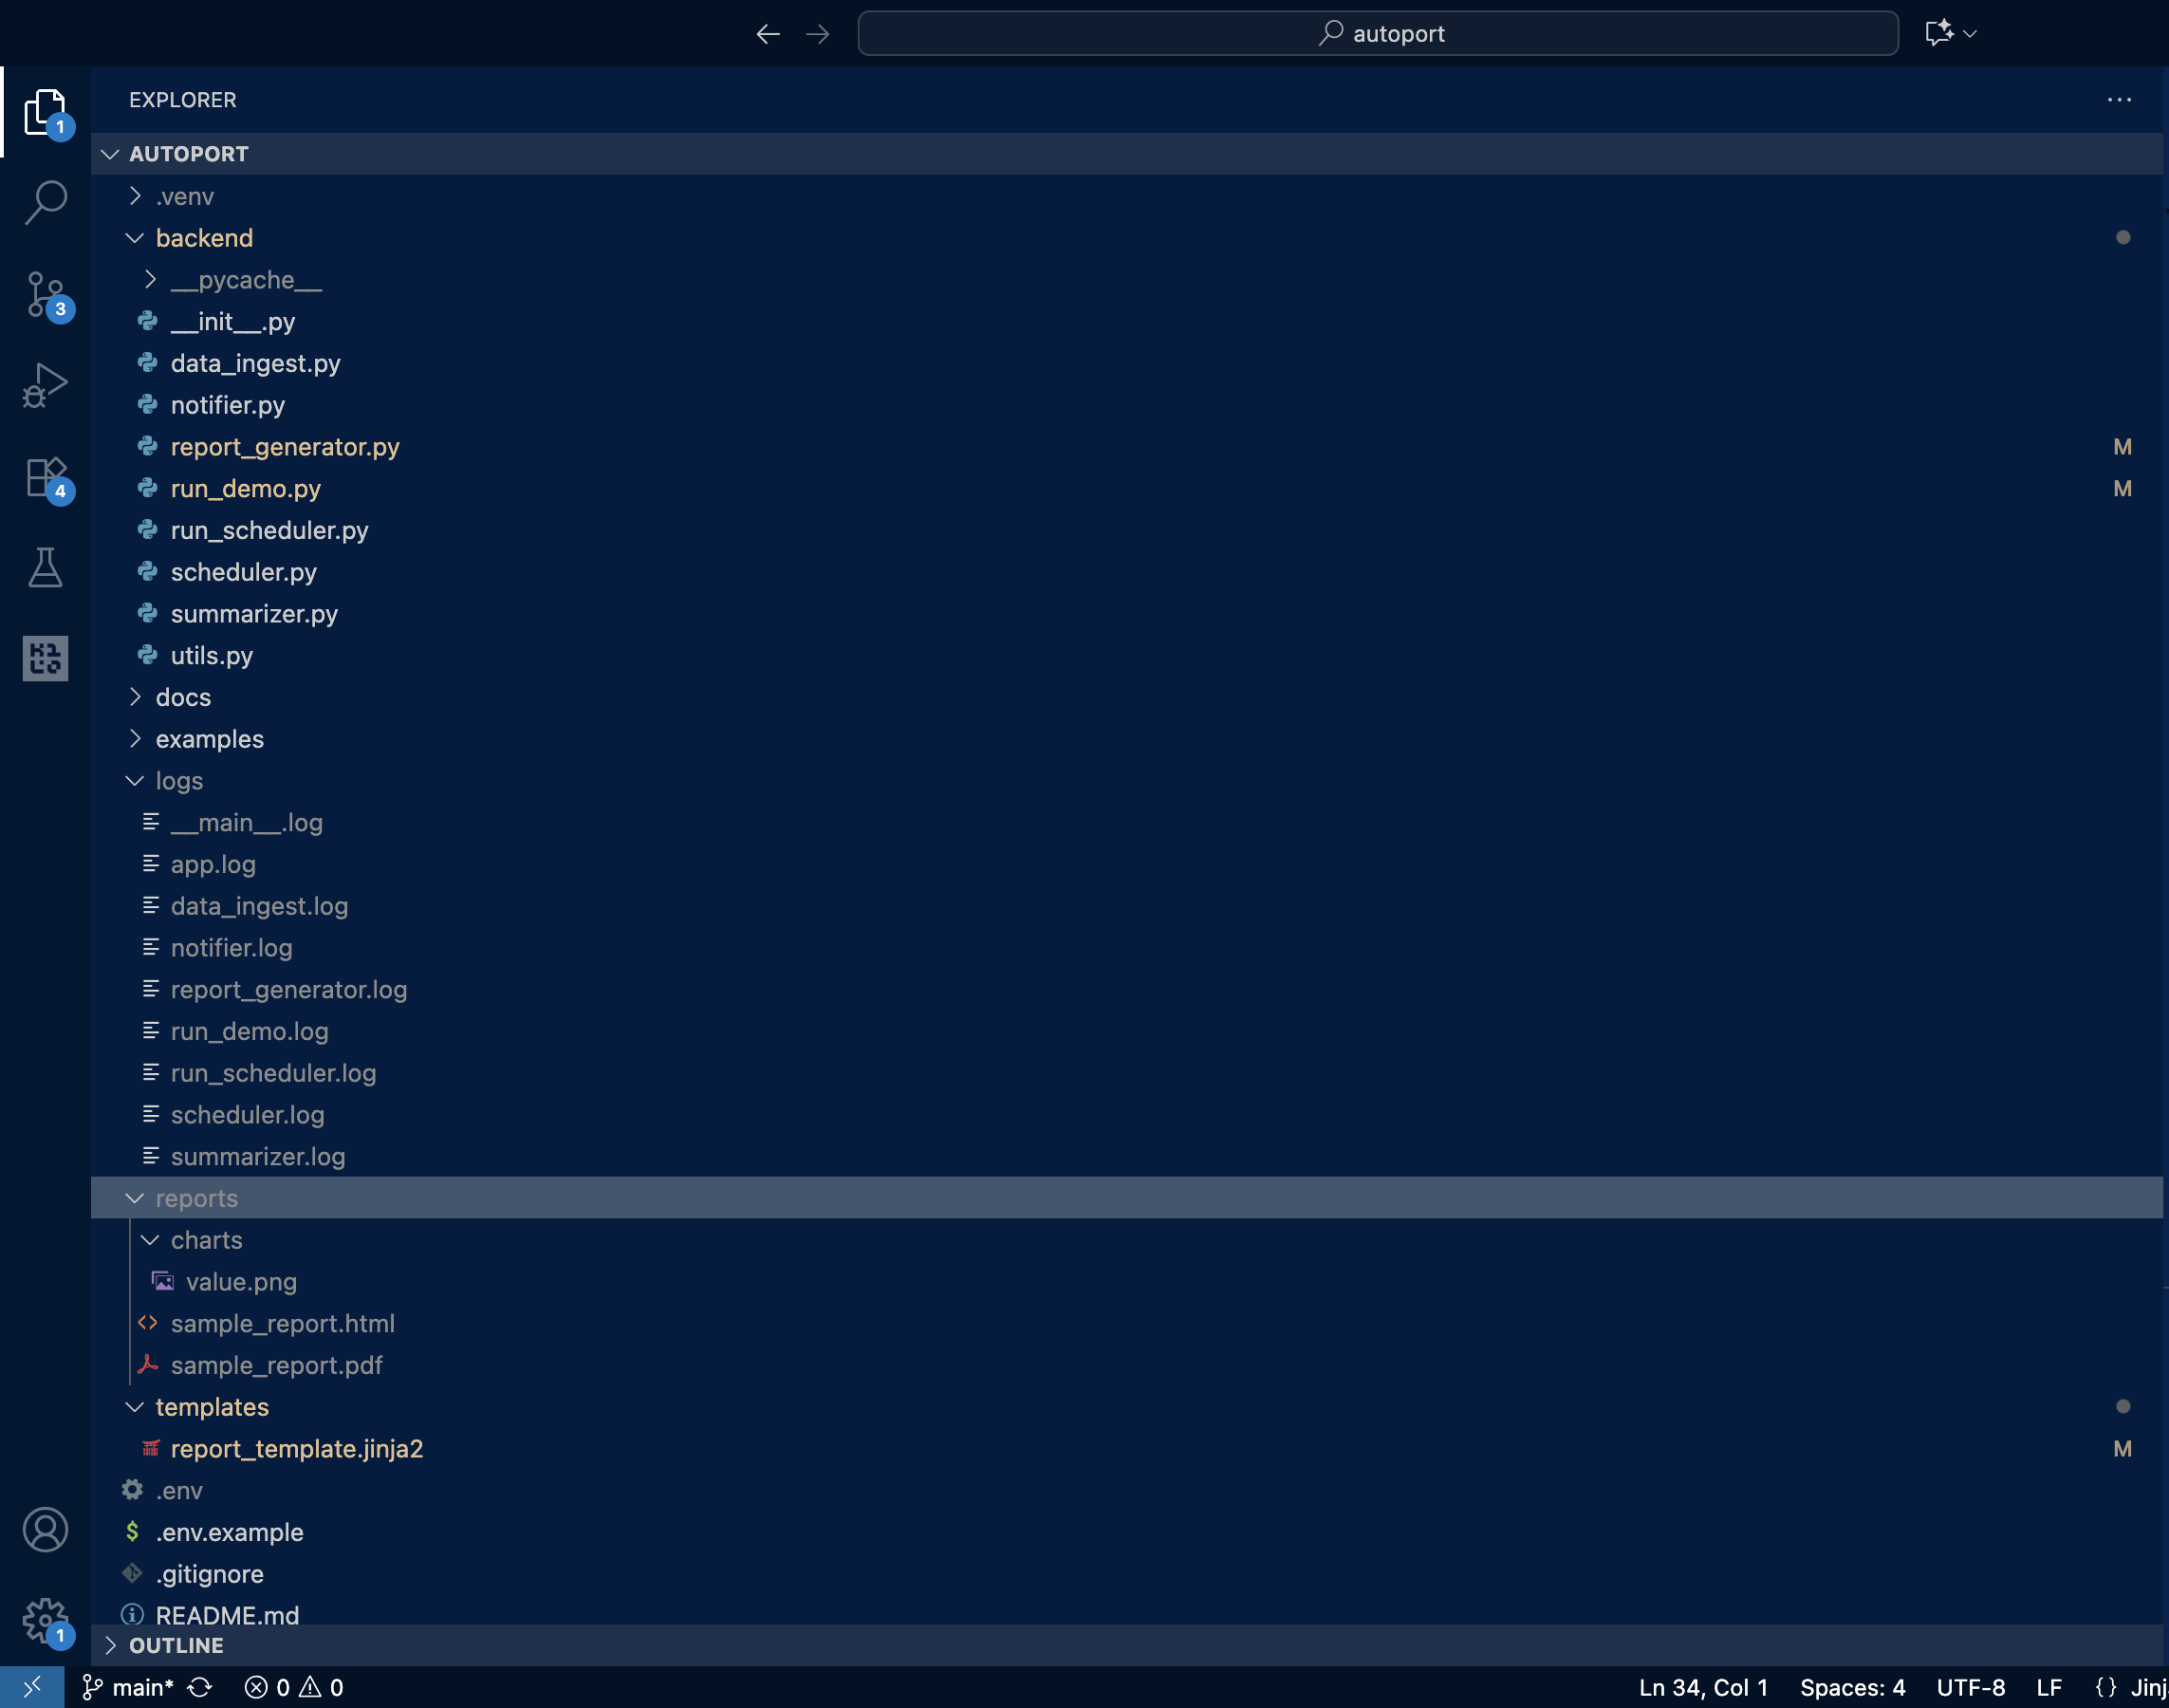 autoport
EXPLORER
AUTOPORT
.venv
backend
__pycache__
__init__.py
data_ingest.py
notifier.py
report_generator.py M
run_demo.py M
run_scheduler.py
scheduler.py
summarizer.py
utils.py
docs
examples
logs
__main__.log
app.log
data_ingest.log
notifier.log
report_generator.log
run_demo.log
run_scheduler.log
scheduler.log
summarizer.log
reports
charts
value.png
sample_report.html
sample_report.pdf
templates
report_template.jinja2 M
.env
$ .env.example
.gitignore
README.md
OUTLINE
1
3
4
1
main* 0 0 Ln 34, Col 1 Spaces: 4 UTF-8 LF {} Jinj